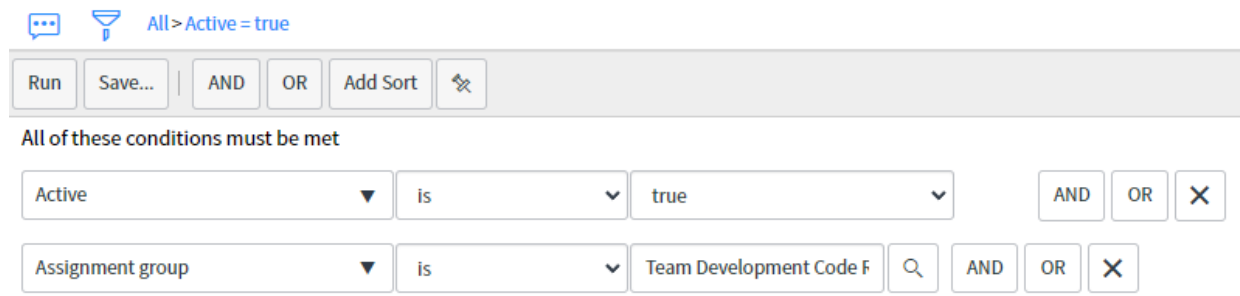 All > Active = true
Run Save... AND OR Add Sort
All of these conditions must be met
Active is true AND OR
Assignment group is Team Development Code AND OR